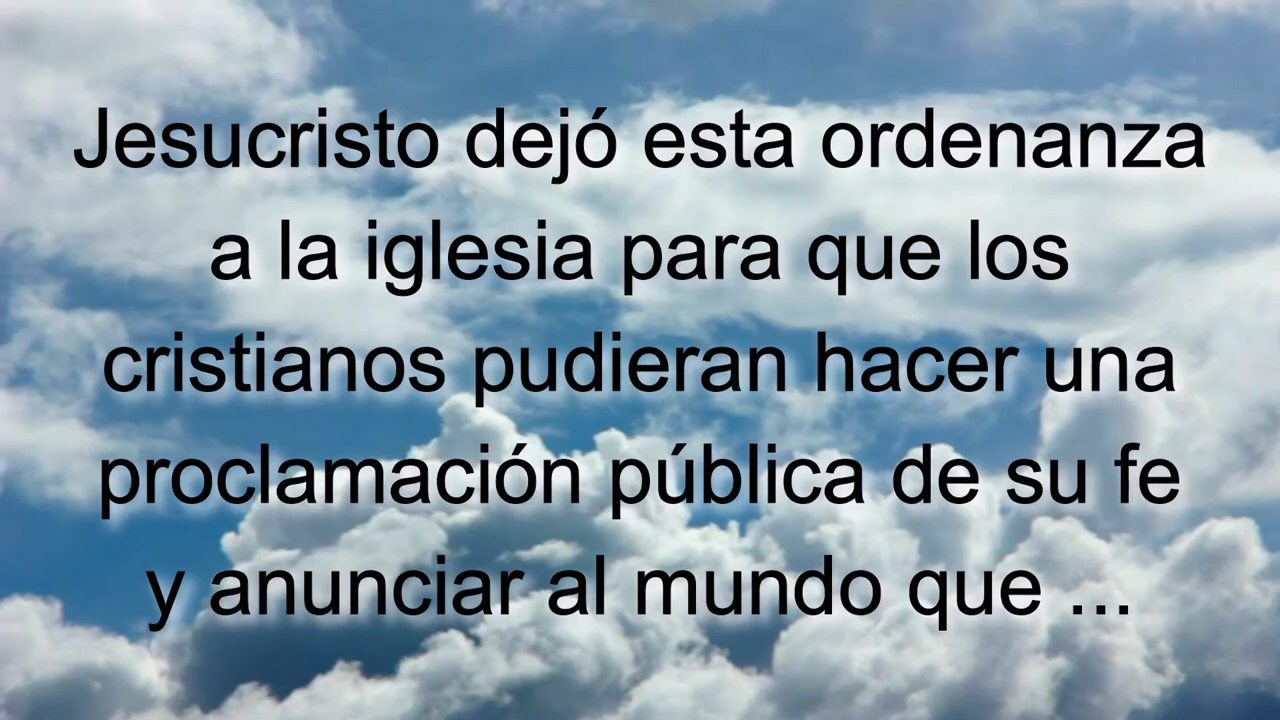 Jesucristo dejó esta ordenanza
a la iglesia para que los
cristianos pudieran hacer una
proclamación pública de su fe
y anunciar al mundo que ...